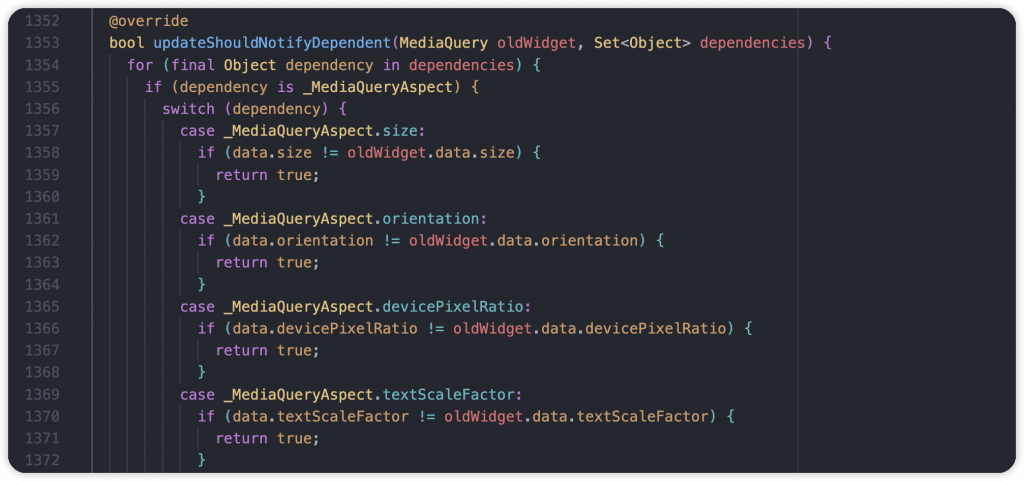 1352 @override
1353 bool updateShouldNotifyDependent(MediaQuery oldWidget, Set<Object> dependencies) {
1354 for (final Object dependency in dependencies) {
1355 if (dependency is _MediaQueryAspect) {
1356 switch (dependency) {
1357 case _MediaQueryAspect.size:
1358 if (data.size != oldWidget.data.size) {
1359 return true;
1360 }
1361 case _MediaQueryAspect.orientation:
1362 if (data.orientation != oldWidget.data.orientation) {
1363 return true;
1364 }
1365 case _MediaQueryAspect.devicePixelRatio:
1366 if (data.devicePixelRatio != oldWidget.data.devicePixelRatio) {
1367 return true;
1368 }
1369 case _MediaQueryAspect.textScaleFactor:
1370 if (data.textScaleFactor != oldWidget.data.textScaleFactor) {
1371 return true;
1372 }